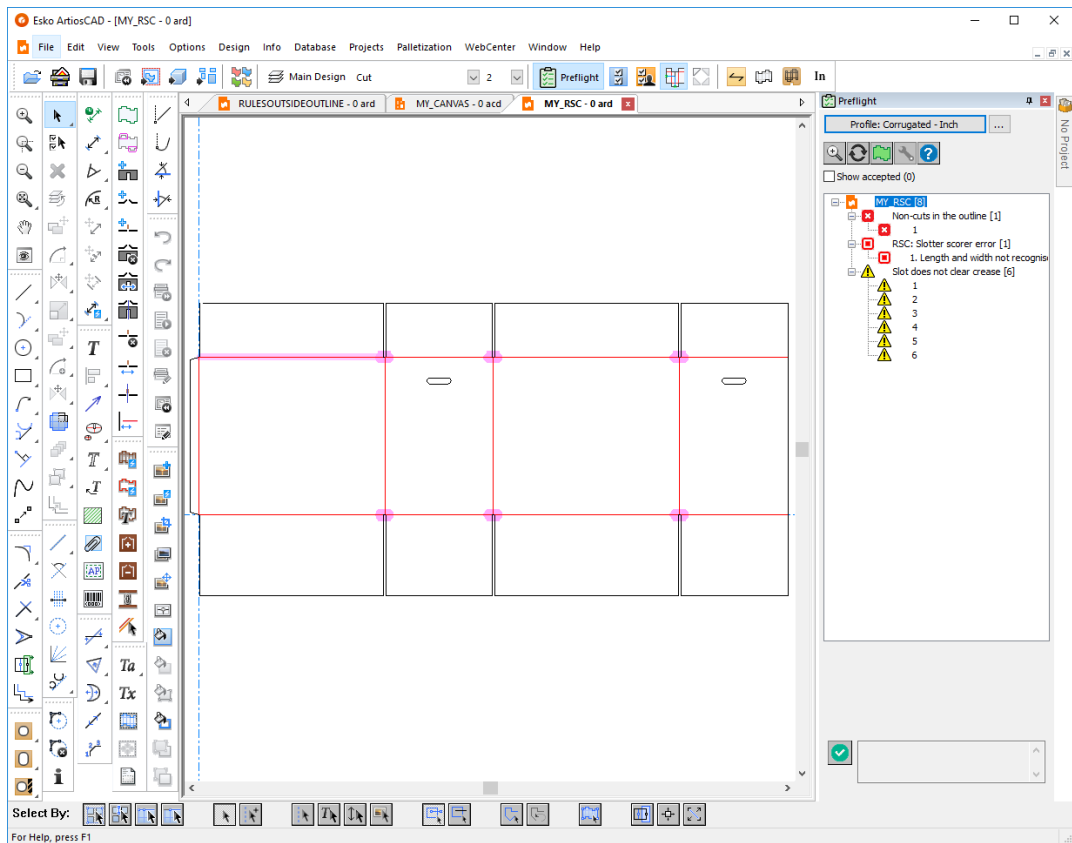 Esko ArtiosCAD - [MY_RSC - 0 ard]
File Edit View Tools Options Design Info Database Projects Palletization WebCenter Window Help
Main Design Cut 2 Preflight In
RULESOUTSIDEOUTLINE - 0 ard MY_CANVAS - 0 acd MY_RSC - 0 ard
Preflight
No Project
Profile: Corrugated - Inch ...
Show accepted (0)
MY_RSC [8]
Non-cuts in the outline [1]
1
RSC: Slotter scorer error [1]
1. Length and width not recognise
Slot does not clear crease [6]
1
2
3
4
5
6
Select By:
For Help, press F1